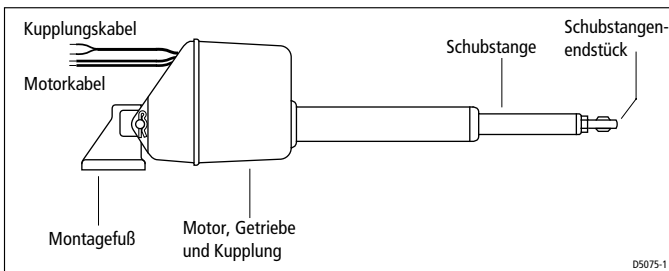 Kupplungskabel
Motorkabel
Schubstange
Schubstangen-
endstück
Montagefuß
Motor, Getriebe
und Kupplung
D5075-1